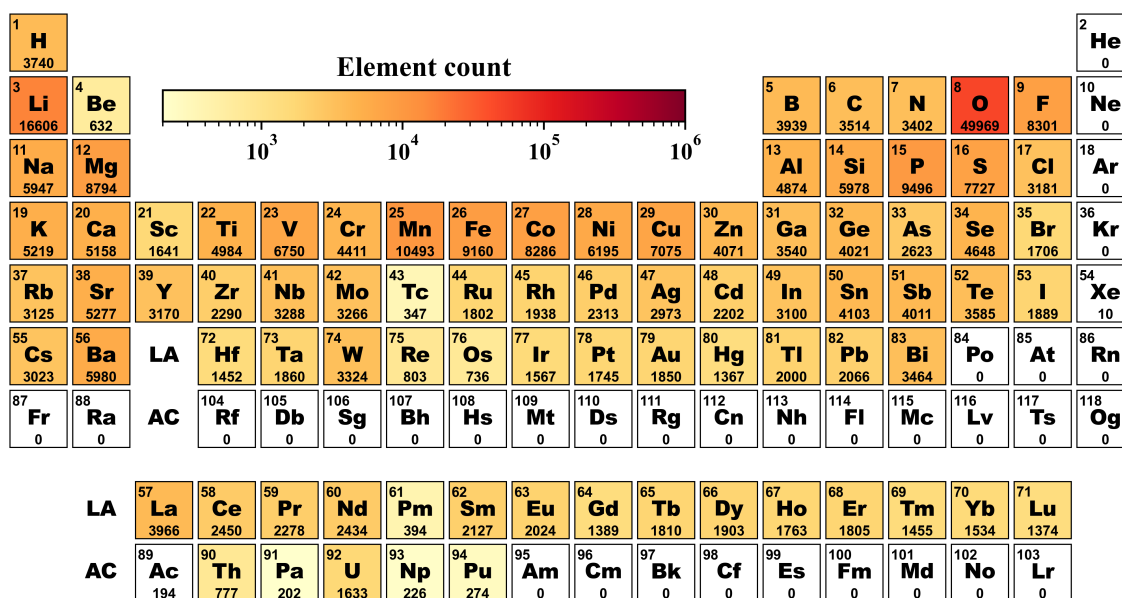 1 2
H He
3740 0
Element count
3 4 5 6 7 8 9 10
Li Be B C N O F Ne
16606 632 3939 3514 3402 49969 8301 0
10^3 10^4 10^5 10^6
11 12 13 14 15 16 17 18
Na Mg Al Si P S Cl Ar
5947 8794 4874 5978 9496 7727 3181 0
19 20 21 22 23 24 25 26 27 28 29 30 31 32 33 34 35 36
K Ca Sc Ti V Cr Mn Fe Co Ni Cu Zn Ga Ge As Se Br Kr
5219 5158 1641 4984 6750 4411 10493 9160 8286 6195 7075 4071 3540 4021 2623 4648 1706 0
37 38 39 40 41 42 43 44 45 46 47 48 49 50 51 52 53 54
Rb Sr Y Zr Nb Mo Tc Ru Rh Pd Ag Cd In Sn Sb Te I Xe
3125 5277 3170 2290 3288 3266 347 1802 1938 2313 2973 2202 3100 4103 4011 3585 1889 10
55 56 72 73 74 75 76 77 78 79 80 81 82 83 84 85 86
Cs Ba LA Hf Ta W Re Os Ir Pt Au Hg Tl Pb Bi Po At Rn
3023 5980 1452 1860 3324 803 736 1567 1745 1850 1367 2000 2066 3464 0 0 0
87 88 104 105 106 107 108 109 110 111 112 113 114 115 116 117 118
Fr Ra AC Rf Db Sg Bh Hs Mt Ds Rg Cn Nh Fl Mc Lv Ts Og
0 0 0 0 0 0 0 0 0 0 0 0 0 0 0 0 0
57 58 59 60 61 62 63 64 65 66 67 68 69 70 71
LA La Ce Pr Nd Pm Sm Eu Gd Tb Dy Ho Er Tm Yb Lu
3966 2450 2278 2434 394 2127 2024 1389 1810 1903 1763 1805 1455 1534 1374
89 90 91 92 93 94 95 96 97 98 99 100 101 102 103
AC Ac Th Pa U Np Pu Am Cm Bk Cf Es Fm Md No Lr
194 777 202 1633 226 274 0 0 0 0 0 0 0 0 0